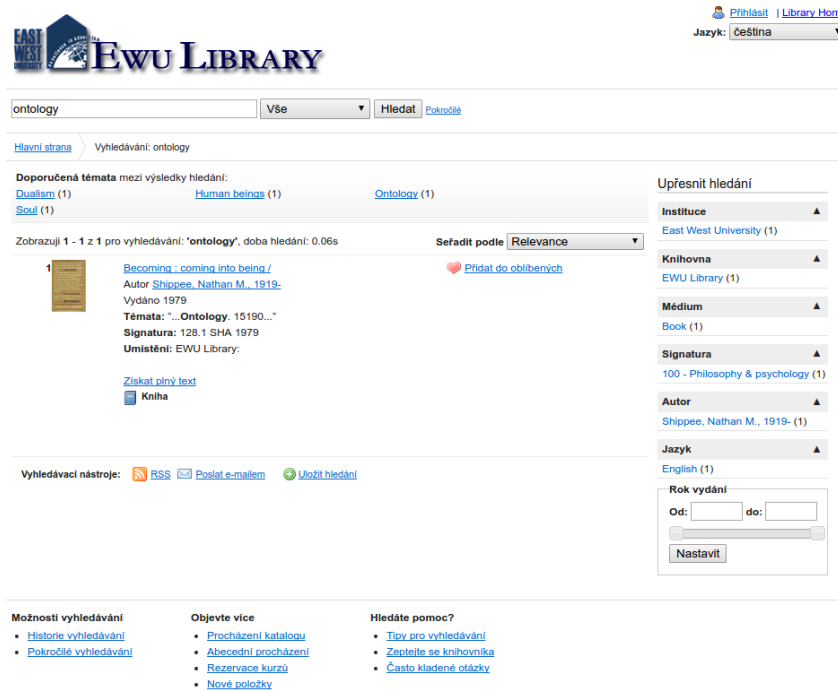 Přihlásit | Library Hom
Jazyk: čeština
EAST WEST UNIVERSITY EWU LIBRARY
ontology Vše Hledat Pokročilé
Hlavní strana Vyhledávání: ontology
Doporučená témata mezi výsledky hledání:
Dualism (1) Human beings (1) Ontology (1)
Soul (1)
Zobrazuji 1 - 1 z 1 pro vyhledávání: 'ontology', doba hledání: 0.06s Seřadit podle Relevance
1 Becoming : coming into being / Přidat do oblíbených
Autor Shippee, Nathan M., 1919-
Vydáno 1979
Témata: "...Ontology. 15190..."
Signatura: 128.1 SHA 1979
Umístění: EWU Library:
Získat plný text
Kniha
Vyhledávací nástroje: RSS Poslat e-mailem Uložit hledání
Upřesnit hledání
Instituce
East West University (1)
Knihovna
EWU Library (1)
Médium
Book (1)
Signatura
100 - Philosophy & psychology (1)
Autor
Shippee, Nathan M., 1919- (1)
Jazyk
English (1)
Rok vydání
Od: do:
Nastavit
Možnosti vyhledávání
Historie vyhledávání
Pokročilé vyhledávání
Objevte více
Procházení katalogu
Abecední procházení
Rezervace kurzů
Nové položky
Hledáte pomoc?
Tipy pro vyhledávání
Zeptejte se knihovníka
Často kladené otázky